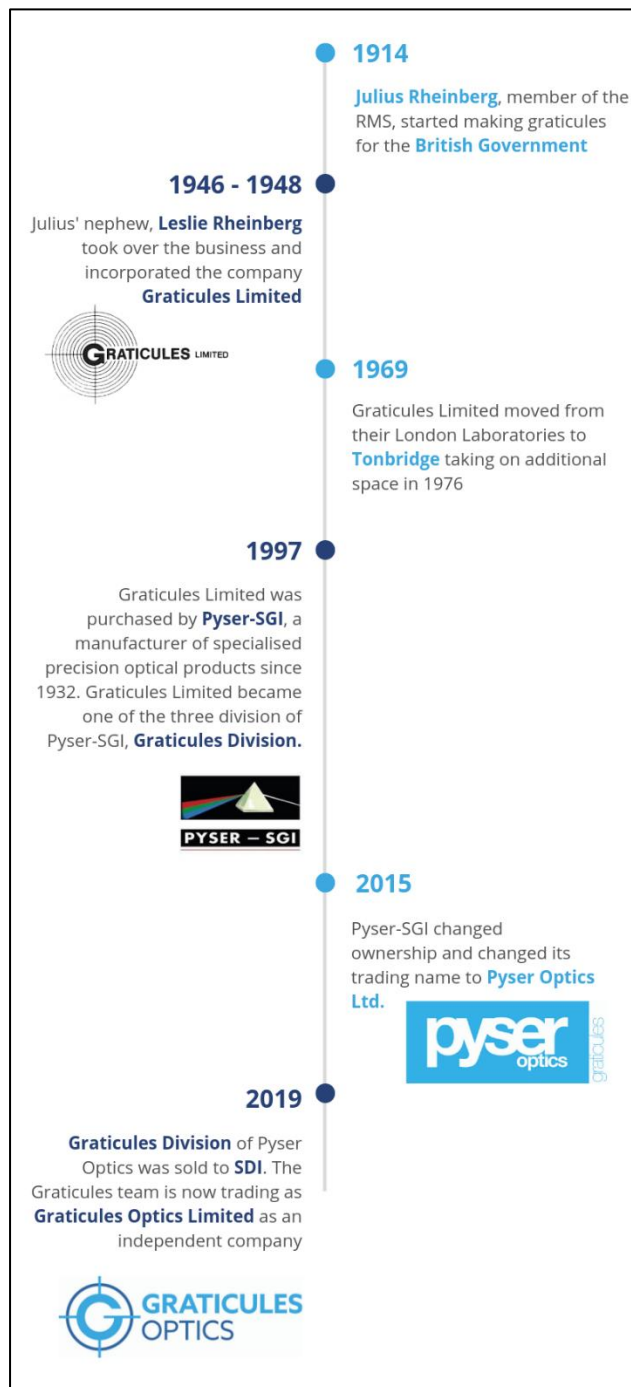 1914
Julius Rheinberg, member of the
RMS, started making graticules
for the British Government
1946 - 1948
Julius' nephew, Leslie Rheinberg
took over the business and
incorporated the company
Graticules Limited
GRATICULES LIMITED
1969
Graticules Limited moved from
their London Laboratories to
Tonbridge taking on additional
space in 1976
1997
Graticules Limited was
purchased by Pyser-SGI, a
manufacturer of specialised
precision optical products since
1932. Graticules Limited became
one of the three division of
Pyser-SGI, Graticules Division.
PYSER – SGI
2015
Pyser-SGI changed
ownership and changed its
trading name to Pyser Optics
Ltd.
pyser
optics
graticules
2019
Graticules Division of Pyser
Optics was sold to SDI. The
Graticules team is now trading as
Graticules Optics Limited as an
independent company
GRATICULES
OPTICS